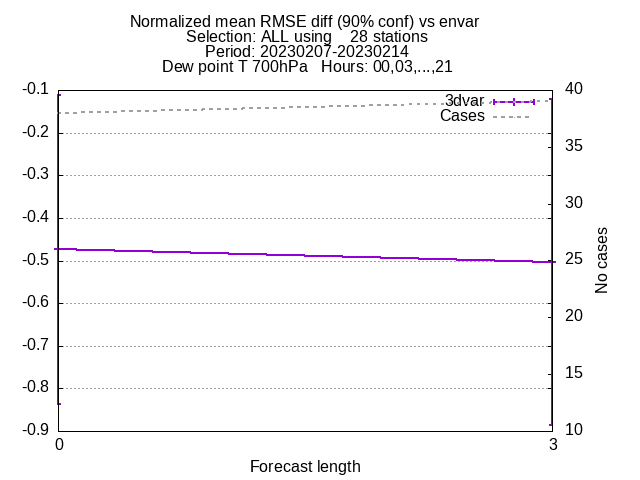 Normalized mean RMSE diff (90% conf) vs envar
Selection: ALL using    28 stations
Period: 20230207-20230214
Dew point T 700hPa   Hours: 00,03,...,21
3dvar
Cases
-0.1
-0.2
-0.3
-0.4
-0.5
-0.6
-0.7
-0.8
-0.9
40
35
30
25
20
15
10
No cases
0
3
Forecast length